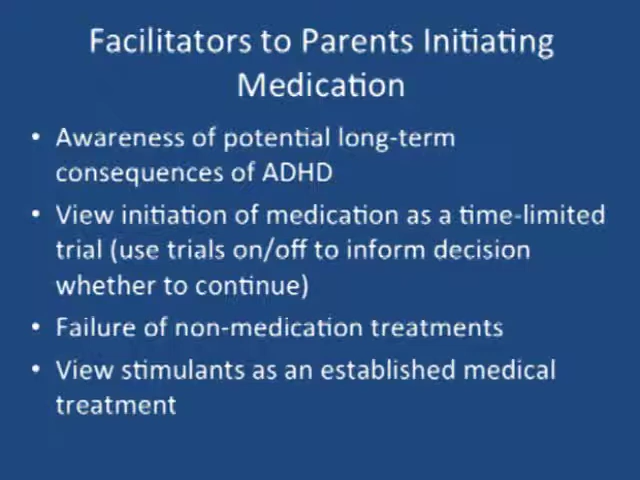 Facilitators to Parents Initiating
Medication
• Awareness of potential long-term
consequences of ADHD
• View initiation of medication as a time-limited
trial (use trials on/off to inform decision
whether to continue)
• Failure of non-medication treatments
• View stimulants as an established medical
treatment